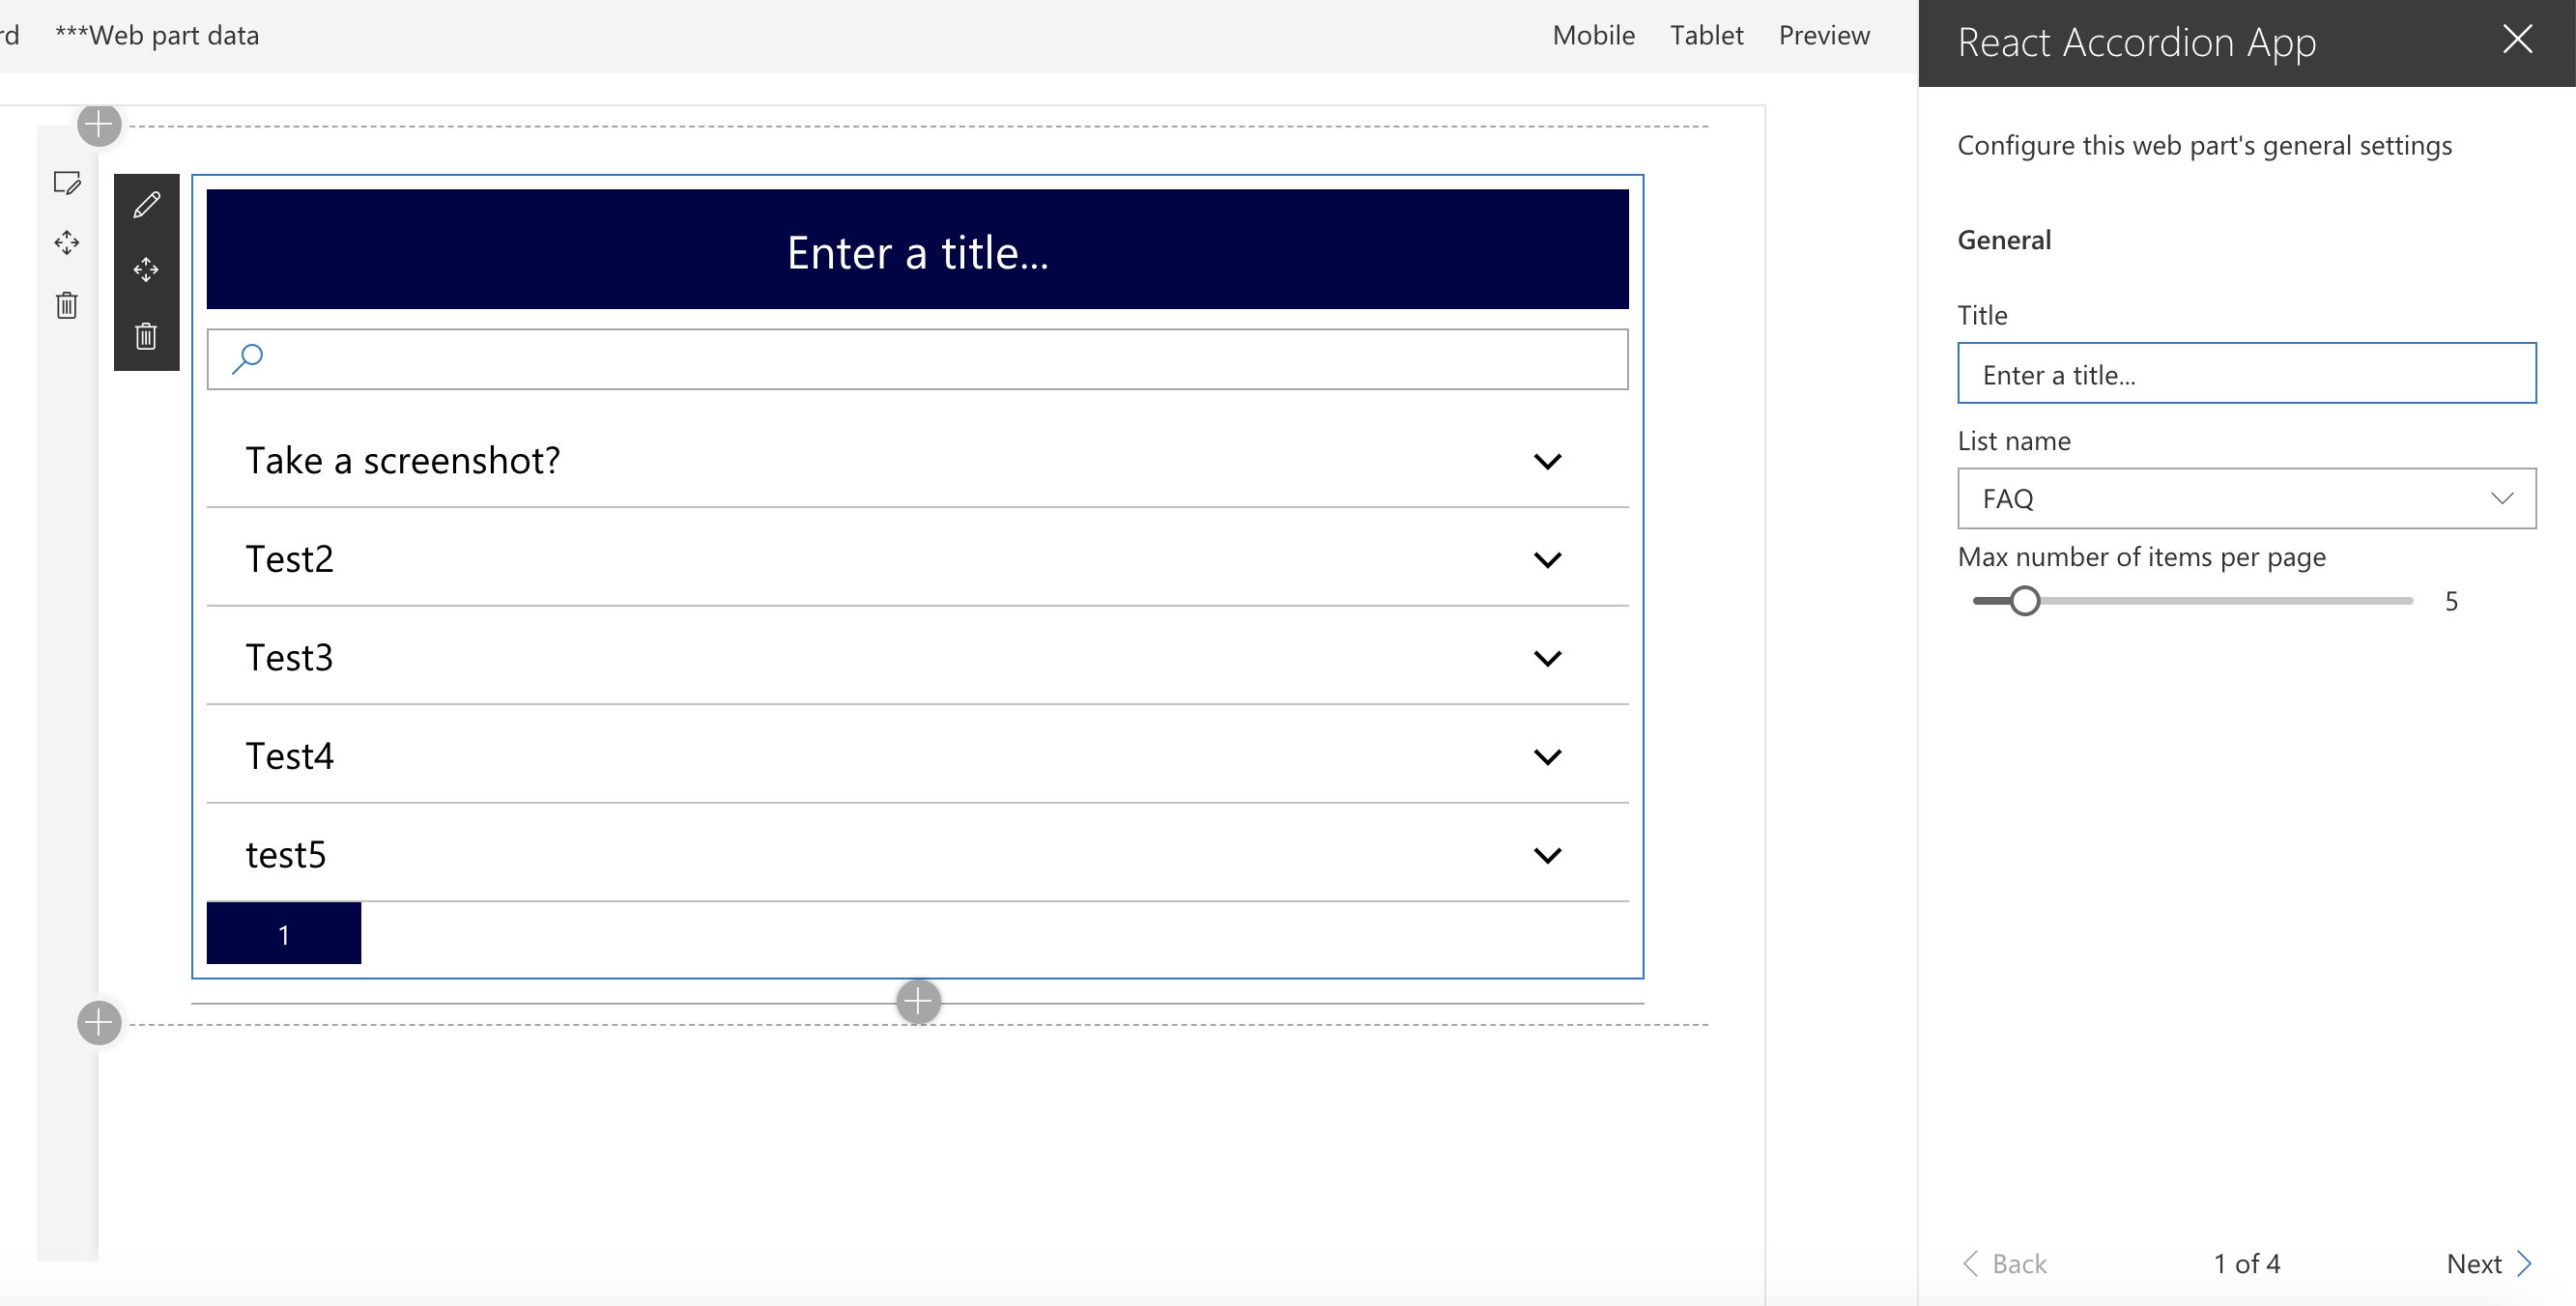 ***Web part data
Mobile Tablet Preview
Enter a title...
Take a screenshot?
Test2
Test3
Test4
test5
1
React Accordion App
Configure this web part's general settings
General
Title
Enter a title...
List name
FAQ
Max number of items per page
5
Back 1 of 4 Next